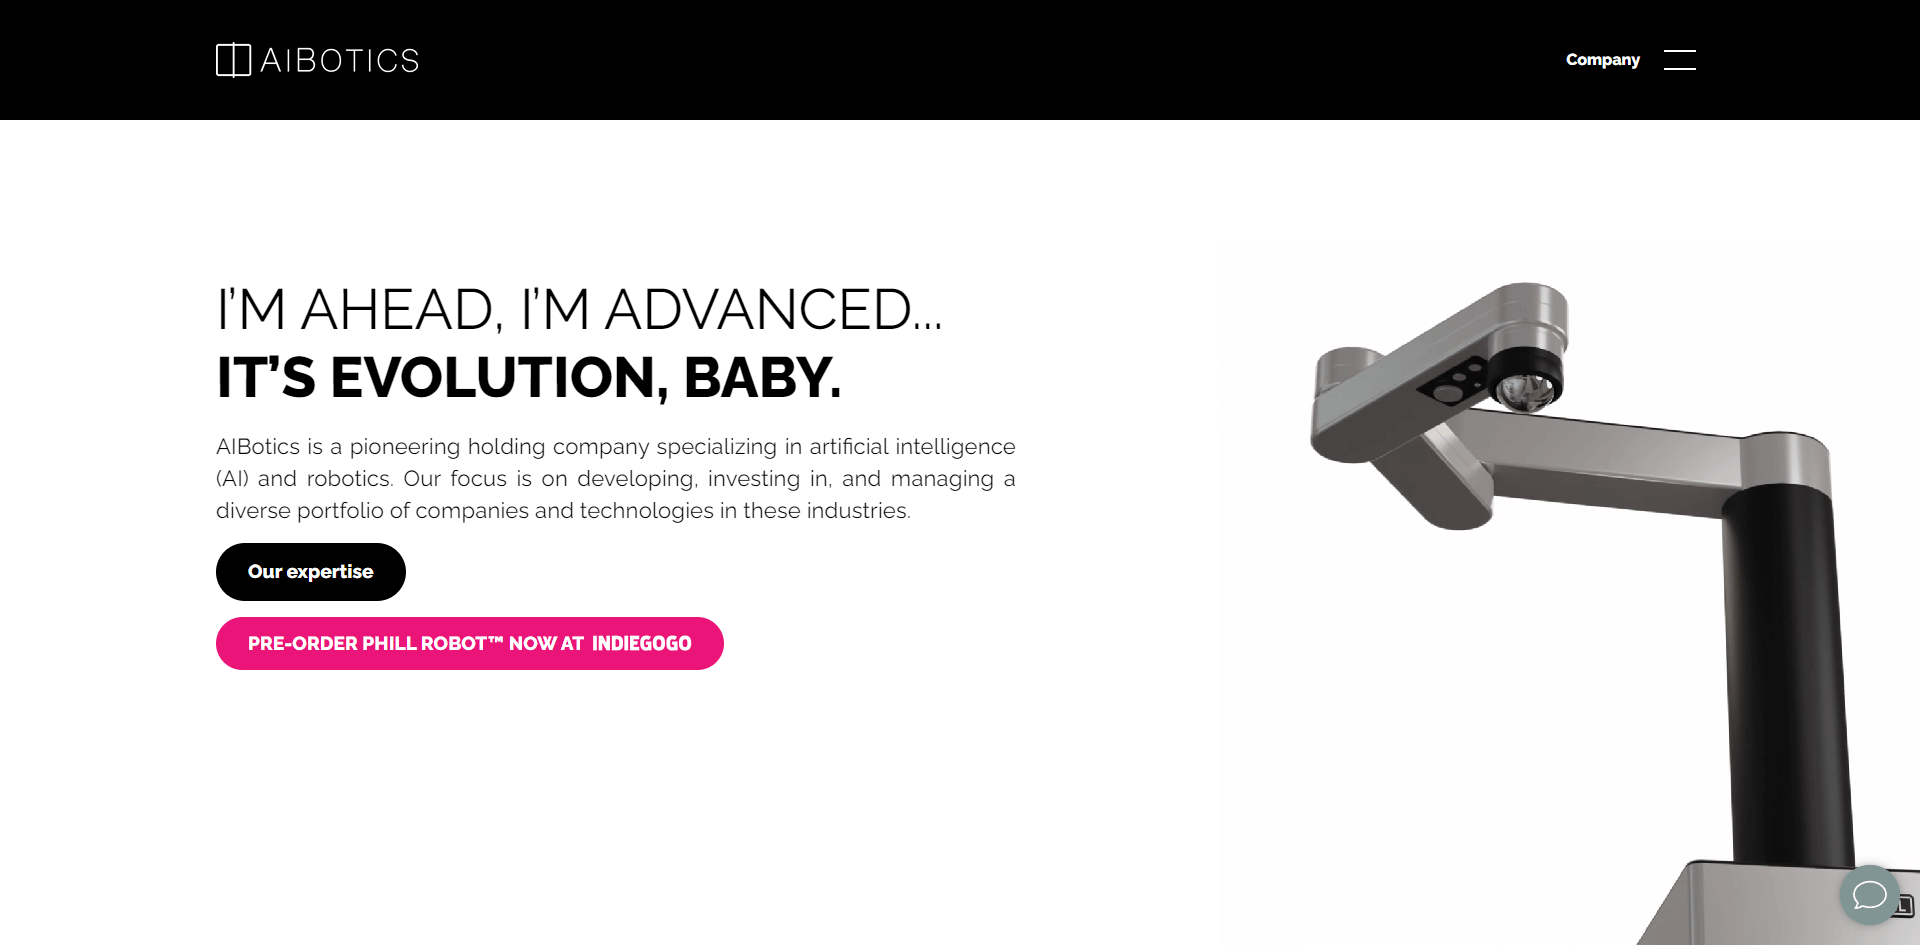 AIBOTICS
Company
I’M AHEAD, I’M ADVANCED...
IT’S EVOLUTION, BABY.
AIBotics is a pioneering holding company specializing in artificial intelligence
(AI) and robotics. Our focus is on developing, investing in, and managing a
diverse portfolio of companies and technologies in these industries.
Our expertise
PRE-ORDER PHILL ROBOT™ NOW AT INDIEGOGO